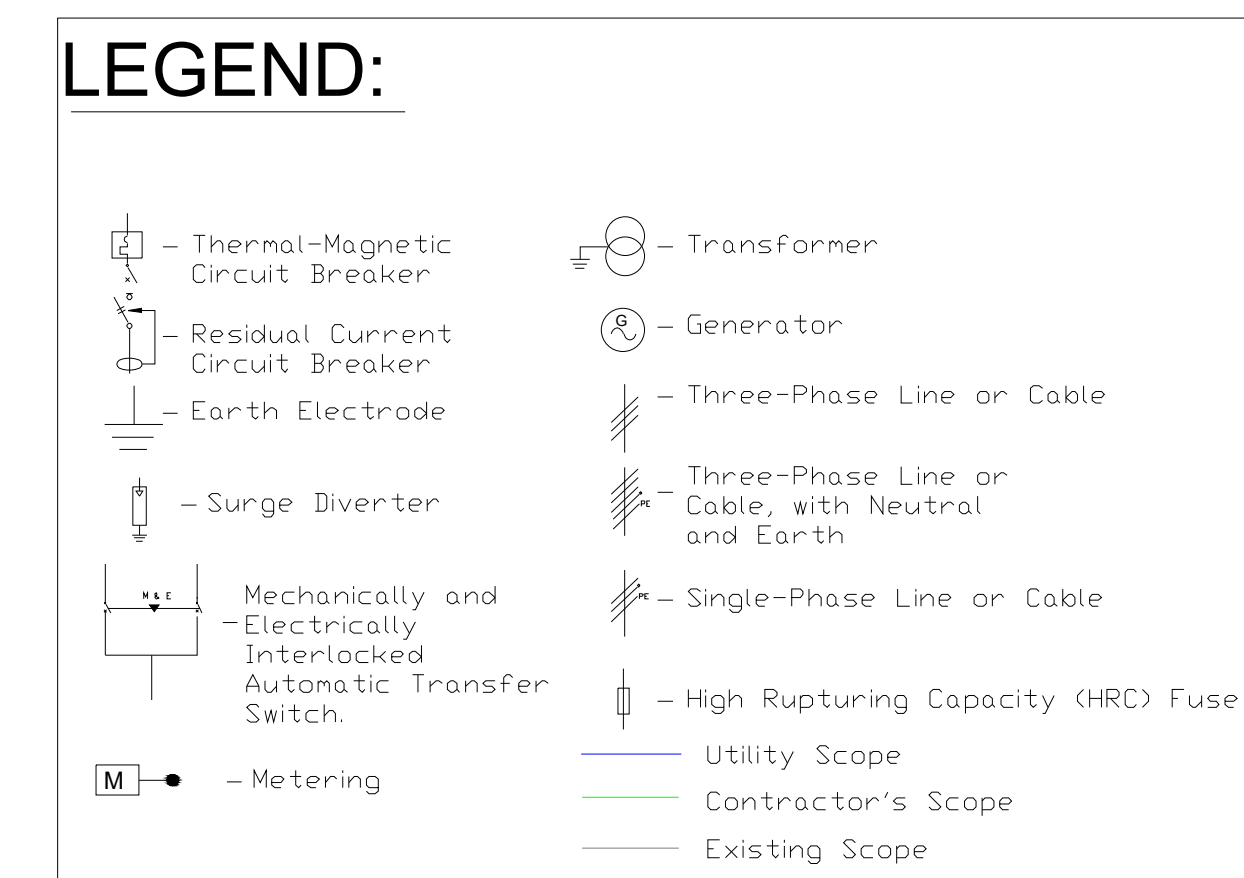 LEGEND:
– Thermal-Magnetic
Circuit Breaker
– Residual Current
Circuit Breaker
– Earth Electrode
– Surge Diverter
M & E
– Mechanically and
Electrically
Interlocked
Automatic Transfer
Switch.
M
– Metering
– Transformer
G
– Generator
– Three-Phase Line or Cable
PE
– Three-Phase Line or
Cable, with Neutral
and Earth
PE
– Single-Phase Line or Cable
– High Rupturing Capacity (HRC) Fuse
Utility Scope
Contractor's Scope
Existing Scope